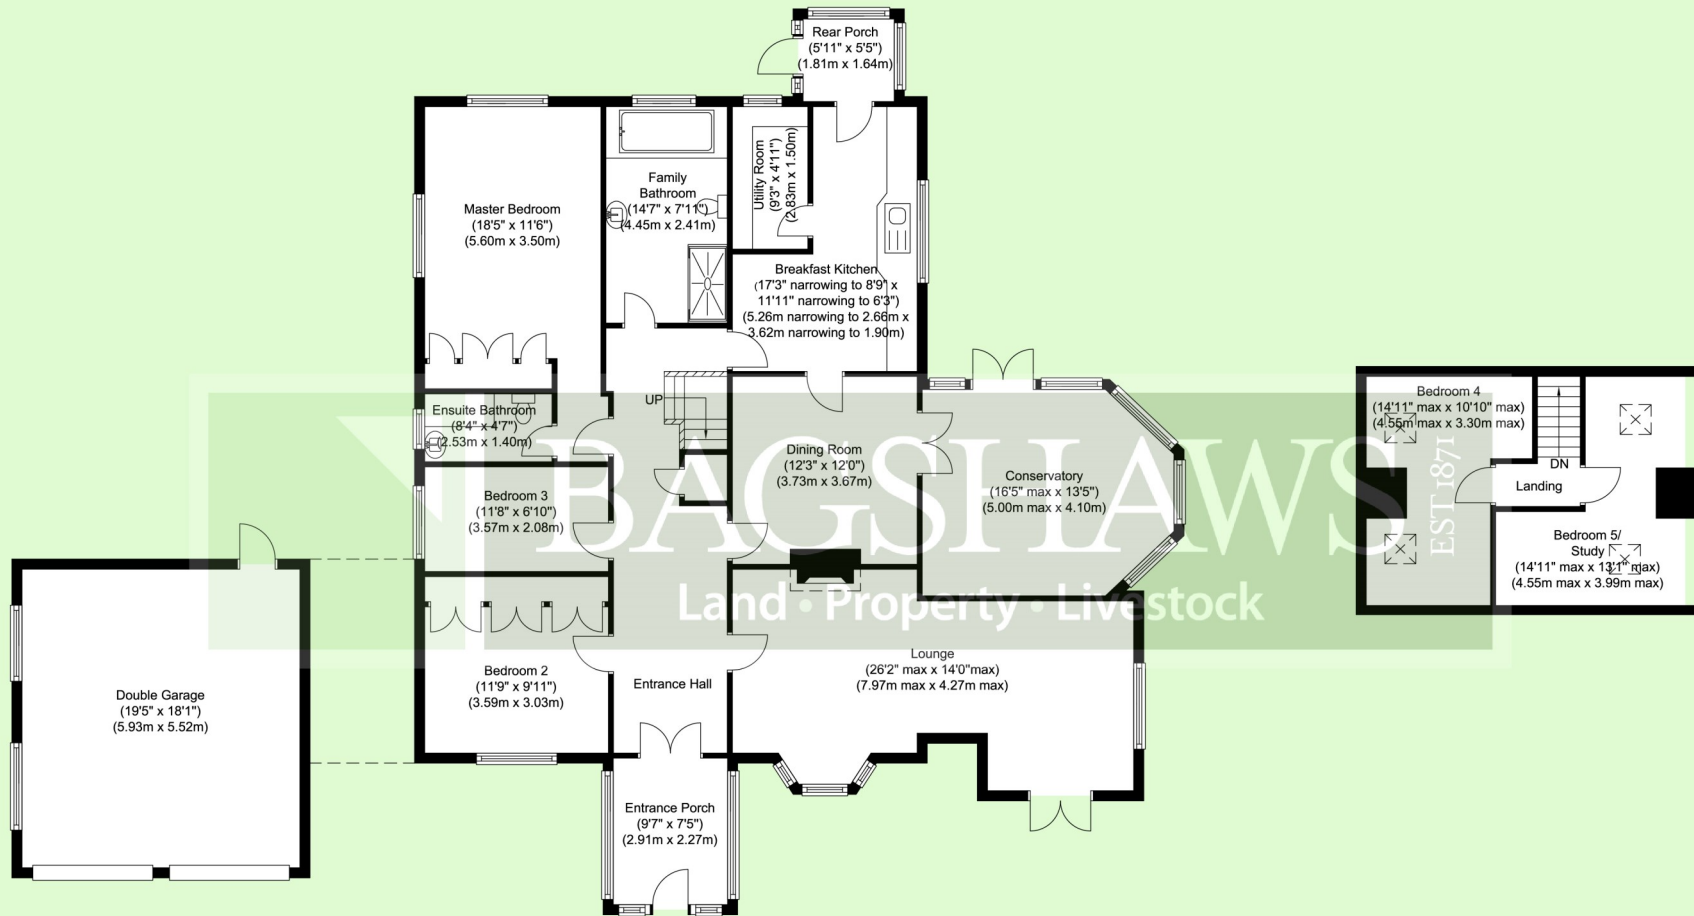 Rear Porch
(5'11" x 5'5")
(1.81m x 1.64m)
Master Bedroom
(18'5" x 11'6")
(5.60m x 3.50m)
Family
Bathroom
(14'7" x 7'11")
(4.45m x 2.41m)
Utility Room
(9'3" x 4'11")
(2.83m x 1.50m)
Breakfast Kitchen
(17'3" narrowing to 8'9" x
11'11" narrowing to 6'3")
(5.26m narrowing to 2.66m x
3.62m narrowing to 1.90m)
Ensuite Bathroom
(8'4" x 4'7")
(2.53m x 1.40m)
UP
Dining Room
(12'3" x 12'0")
(3.73m x 3.67m)
Conservatory
(16'5" max x 13'5")
(5.00m max x 4.10m)
Bedroom 3
(11'8" x 6'10")
(3.57m x 2.08m)
Bedroom 2
(11'9" x 9'11")
(3.59m x 3.03m)
Entrance Hall
Lounge
(26'2" max x 14'0"max)
(7.97m max x 4.27m max)
Double Garage
(19'5" x 18'1")
(5.93m x 5.52m)
Entrance Porch
(9'7" x 7'5")
(2.91m x 2.27m)
Bedroom 4
(14'11" max x 10'10" max)
(4.55m max x 3.30m max)
DN
Landing
Bedroom 5/
Study
(14'11" max x 13'1" max)
(4.55m max x 3.99m max)
BAGSHAWS
EST 1871
Land • Property • Livestock